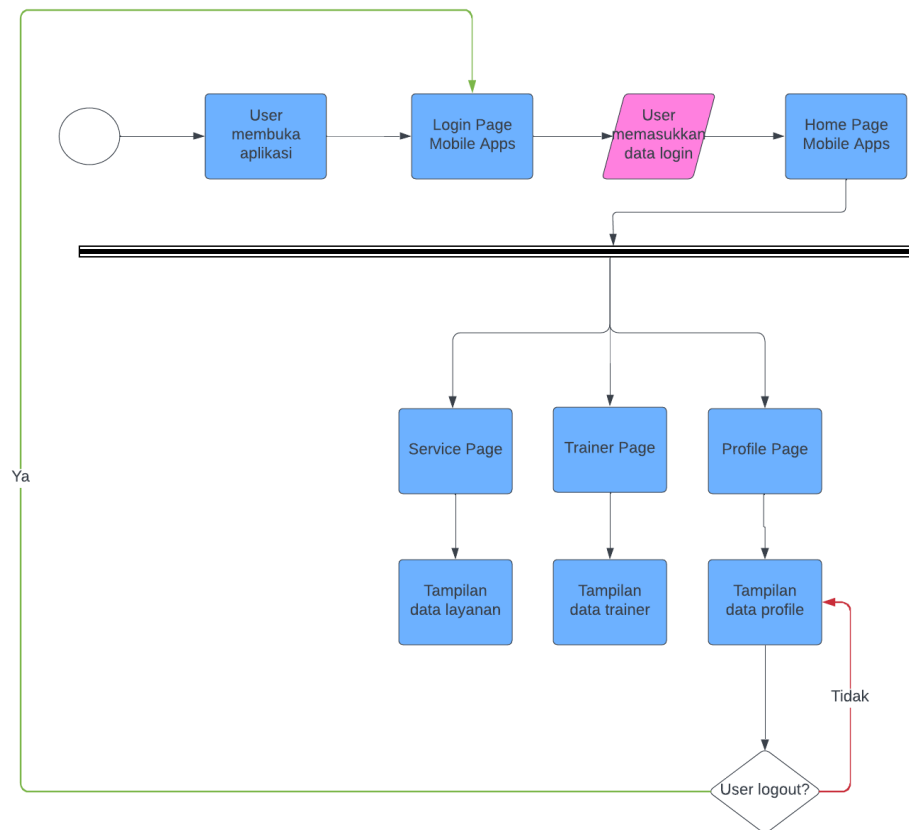 User
membuka
aplikasi
Login Page
Mobile Apps
User
memasukkan
data login
Home Page
Mobile Apps
Service Page
Trainer Page
Profile Page
Ya
Tampilan
data layanan
Tampilan
data trainer
Tampilan
data profile
Tidak
User logout?